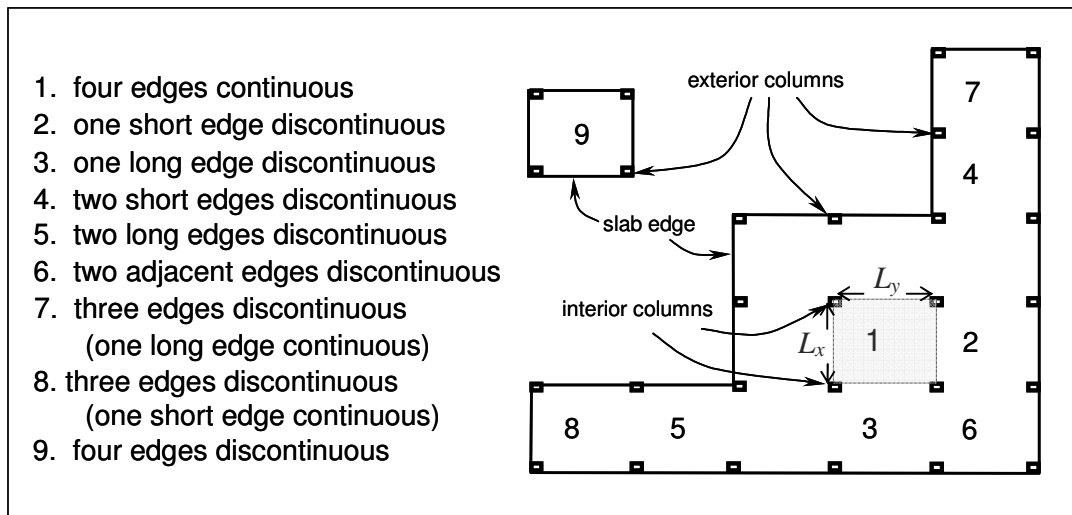 1. four edges continuous
2. one short edge discontinuous
3. one long edge discontinuous
4. two short edges discontinuous
5. two long edges discontinuous
6. two adjacent edges discontinuous
7. three edges discontinuous
(one long edge continuous)
8. three edges discontinuous
(one short edge continuous)
9. four edges discontinuous
exterior columns
7
9
4
slab edge
Ly
interior columns
Lx
1
2
8
5
3
6